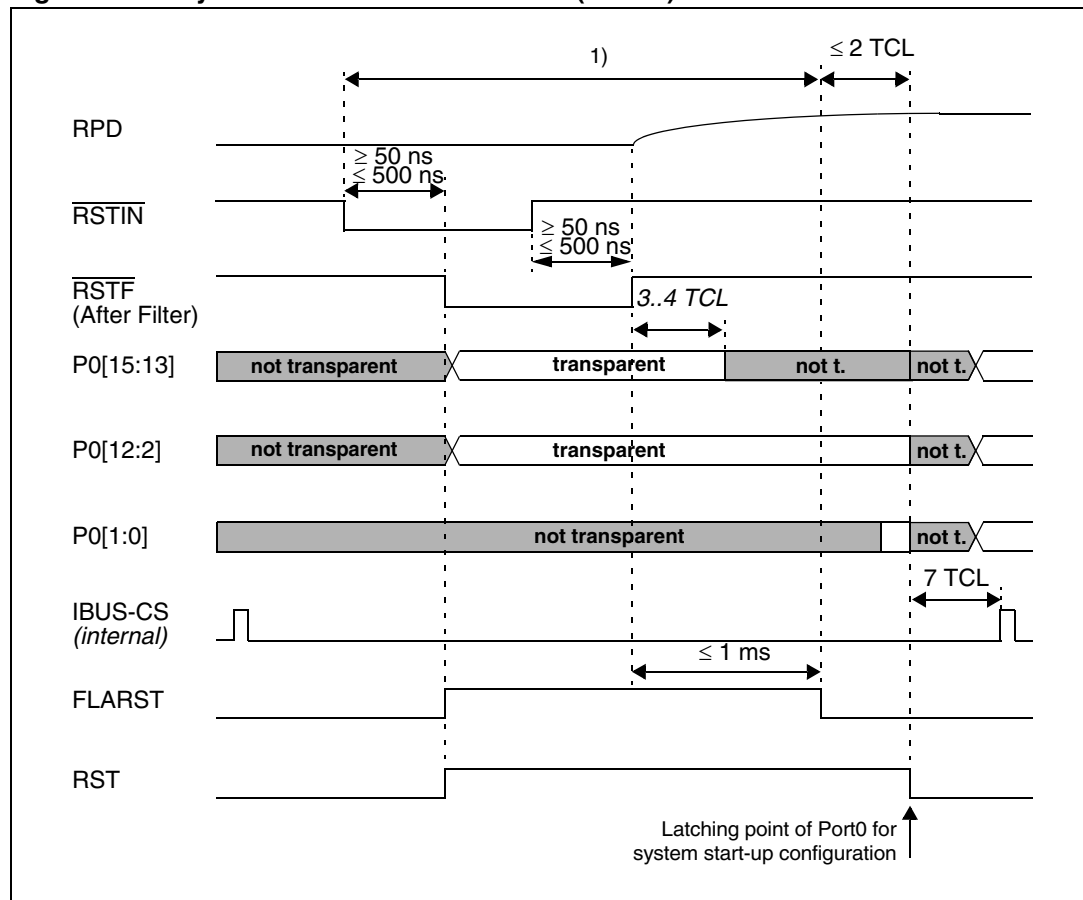 1)
≤ 2 TCL
RPD
≥ 50 ns
≤ 500 ns
RSTIN
≥ 50 ns
≤ 500 ns
RSTF
(After Filter)
3..4 TCL
P0[15:13]
not transparent
transparent
not t.
not t.
P0[12:2]
not transparent
transparent
not t.
P0[1:0]
not transparent
not t.
7 TCL
IBUS-CS
(internal)
≤ 1 ms
FLARST
RST
Latching point of Port0 for
system start-up configuration